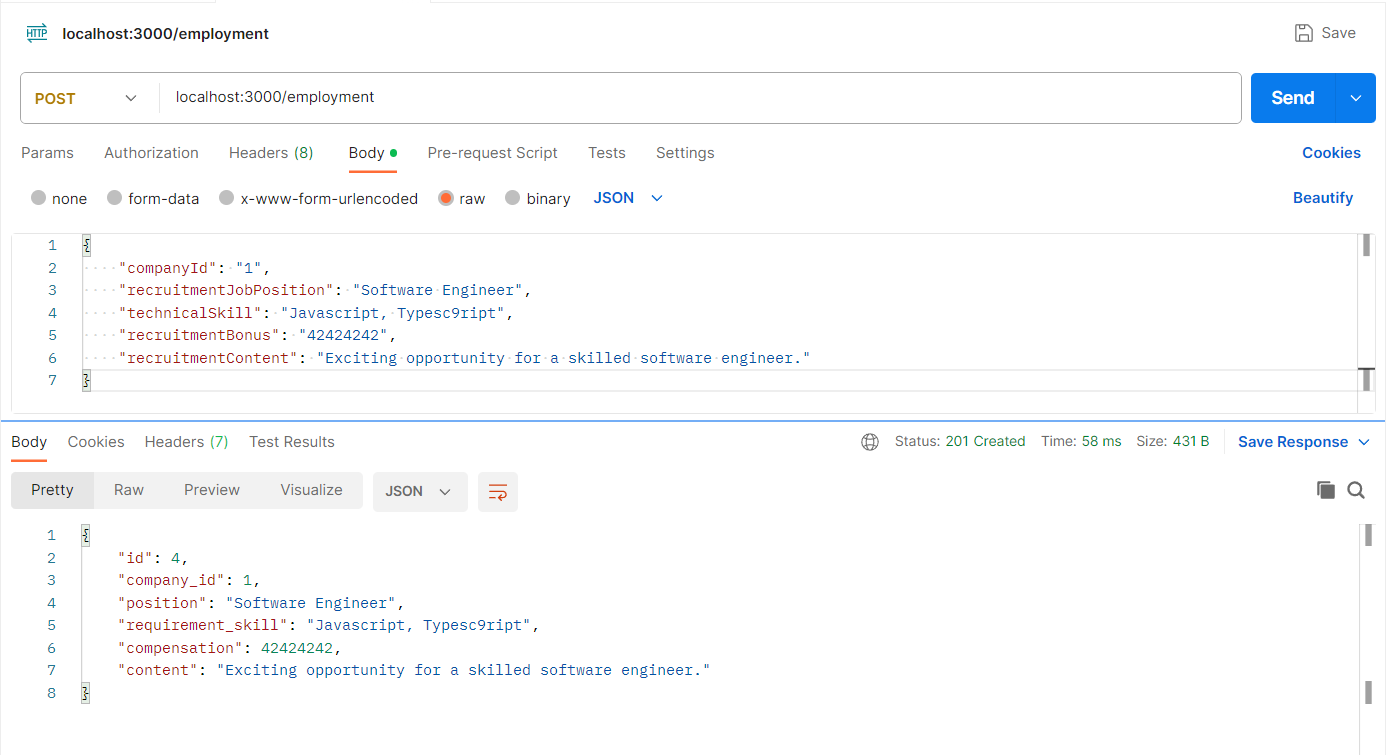 HTTP localhost:3000/employment Save
POST localhost:3000/employment Send
Params Authorization Headers (8) Body Pre-request Script Tests Settings Cookies
none form-data x-www-form-urlencoded raw binary JSON Beautify
1 {
2 ····"companyId":·"1",
3 ····"recruitmentJobPosition":·"Software·Engineer",
4 ····"technicalSkill":·"Javascript,·Typesc9ript",
5 ····"recruitmentBonus":·"42424242",
6 ····"recruitmentContent":·"Exciting·opportunity·for·a·skilled·software·engineer."
7 }
Body Cookies Headers (7) Test Results Status: 201 Created Time: 58 ms Size: 431 B Save Response
Pretty Raw Preview Visualize JSON
1 {
2     "id": 4,
3     "company_id": 1,
4     "position": "Software Engineer",
5     "requirement_skill": "Javascript, Typesc9ript",
6     "compensation": 42424242,
7     "content": "Exciting opportunity for a skilled software engineer."
8 }